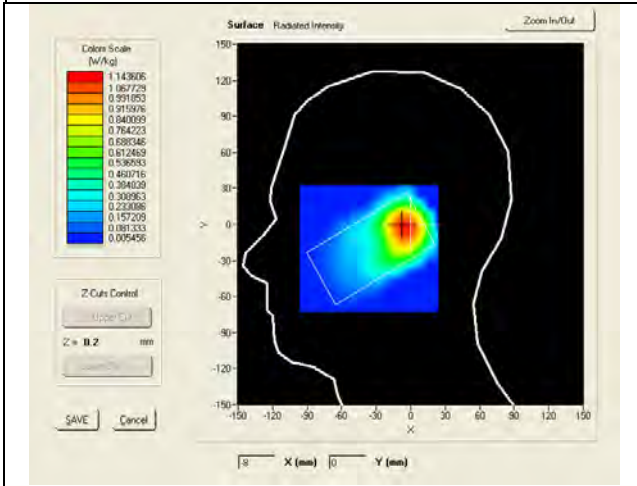 Surface Radiated Intensity
Zoom In/Out
Colors Scale
(W/kg)
1.143606
1.067729
0.991853
0.915976
0.840099
0.764223
0.688346
0.612469
0.536593
0.460716
0.384839
0.308963
0.233086
0.157209
0.081333
0.005456
150
120
90
60
30
0
-30
-60
-90
-120
-150
Y
-150 -120 -90 -60 -30 0 30 60 90 120 150
X
Z-Cuts Control
Upper Cut
Z = 0.2 mm
SAVE Cancel
-8 X (mm) 0 Y (mm)